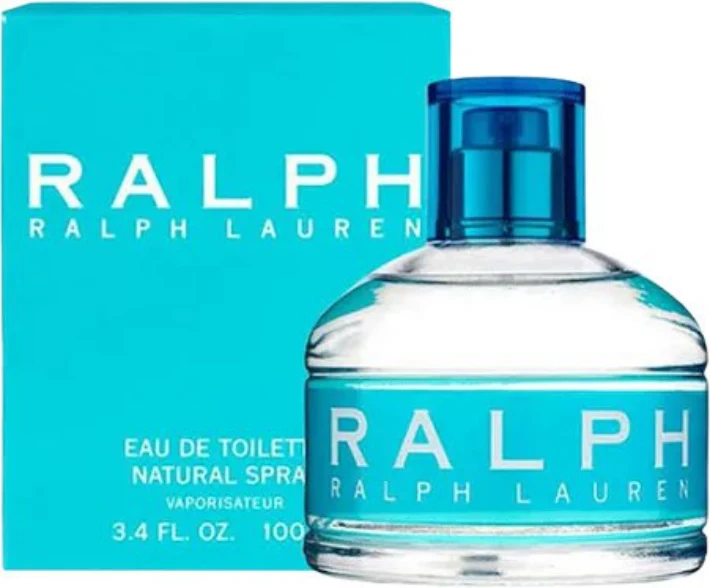 RALPH
RALPH LAUREN
EAU DE TOILETT
NATURAL SPRA
VAPORISATEUR
3.4 FL. OZ. 100
RALPH
RALPH LAUREN